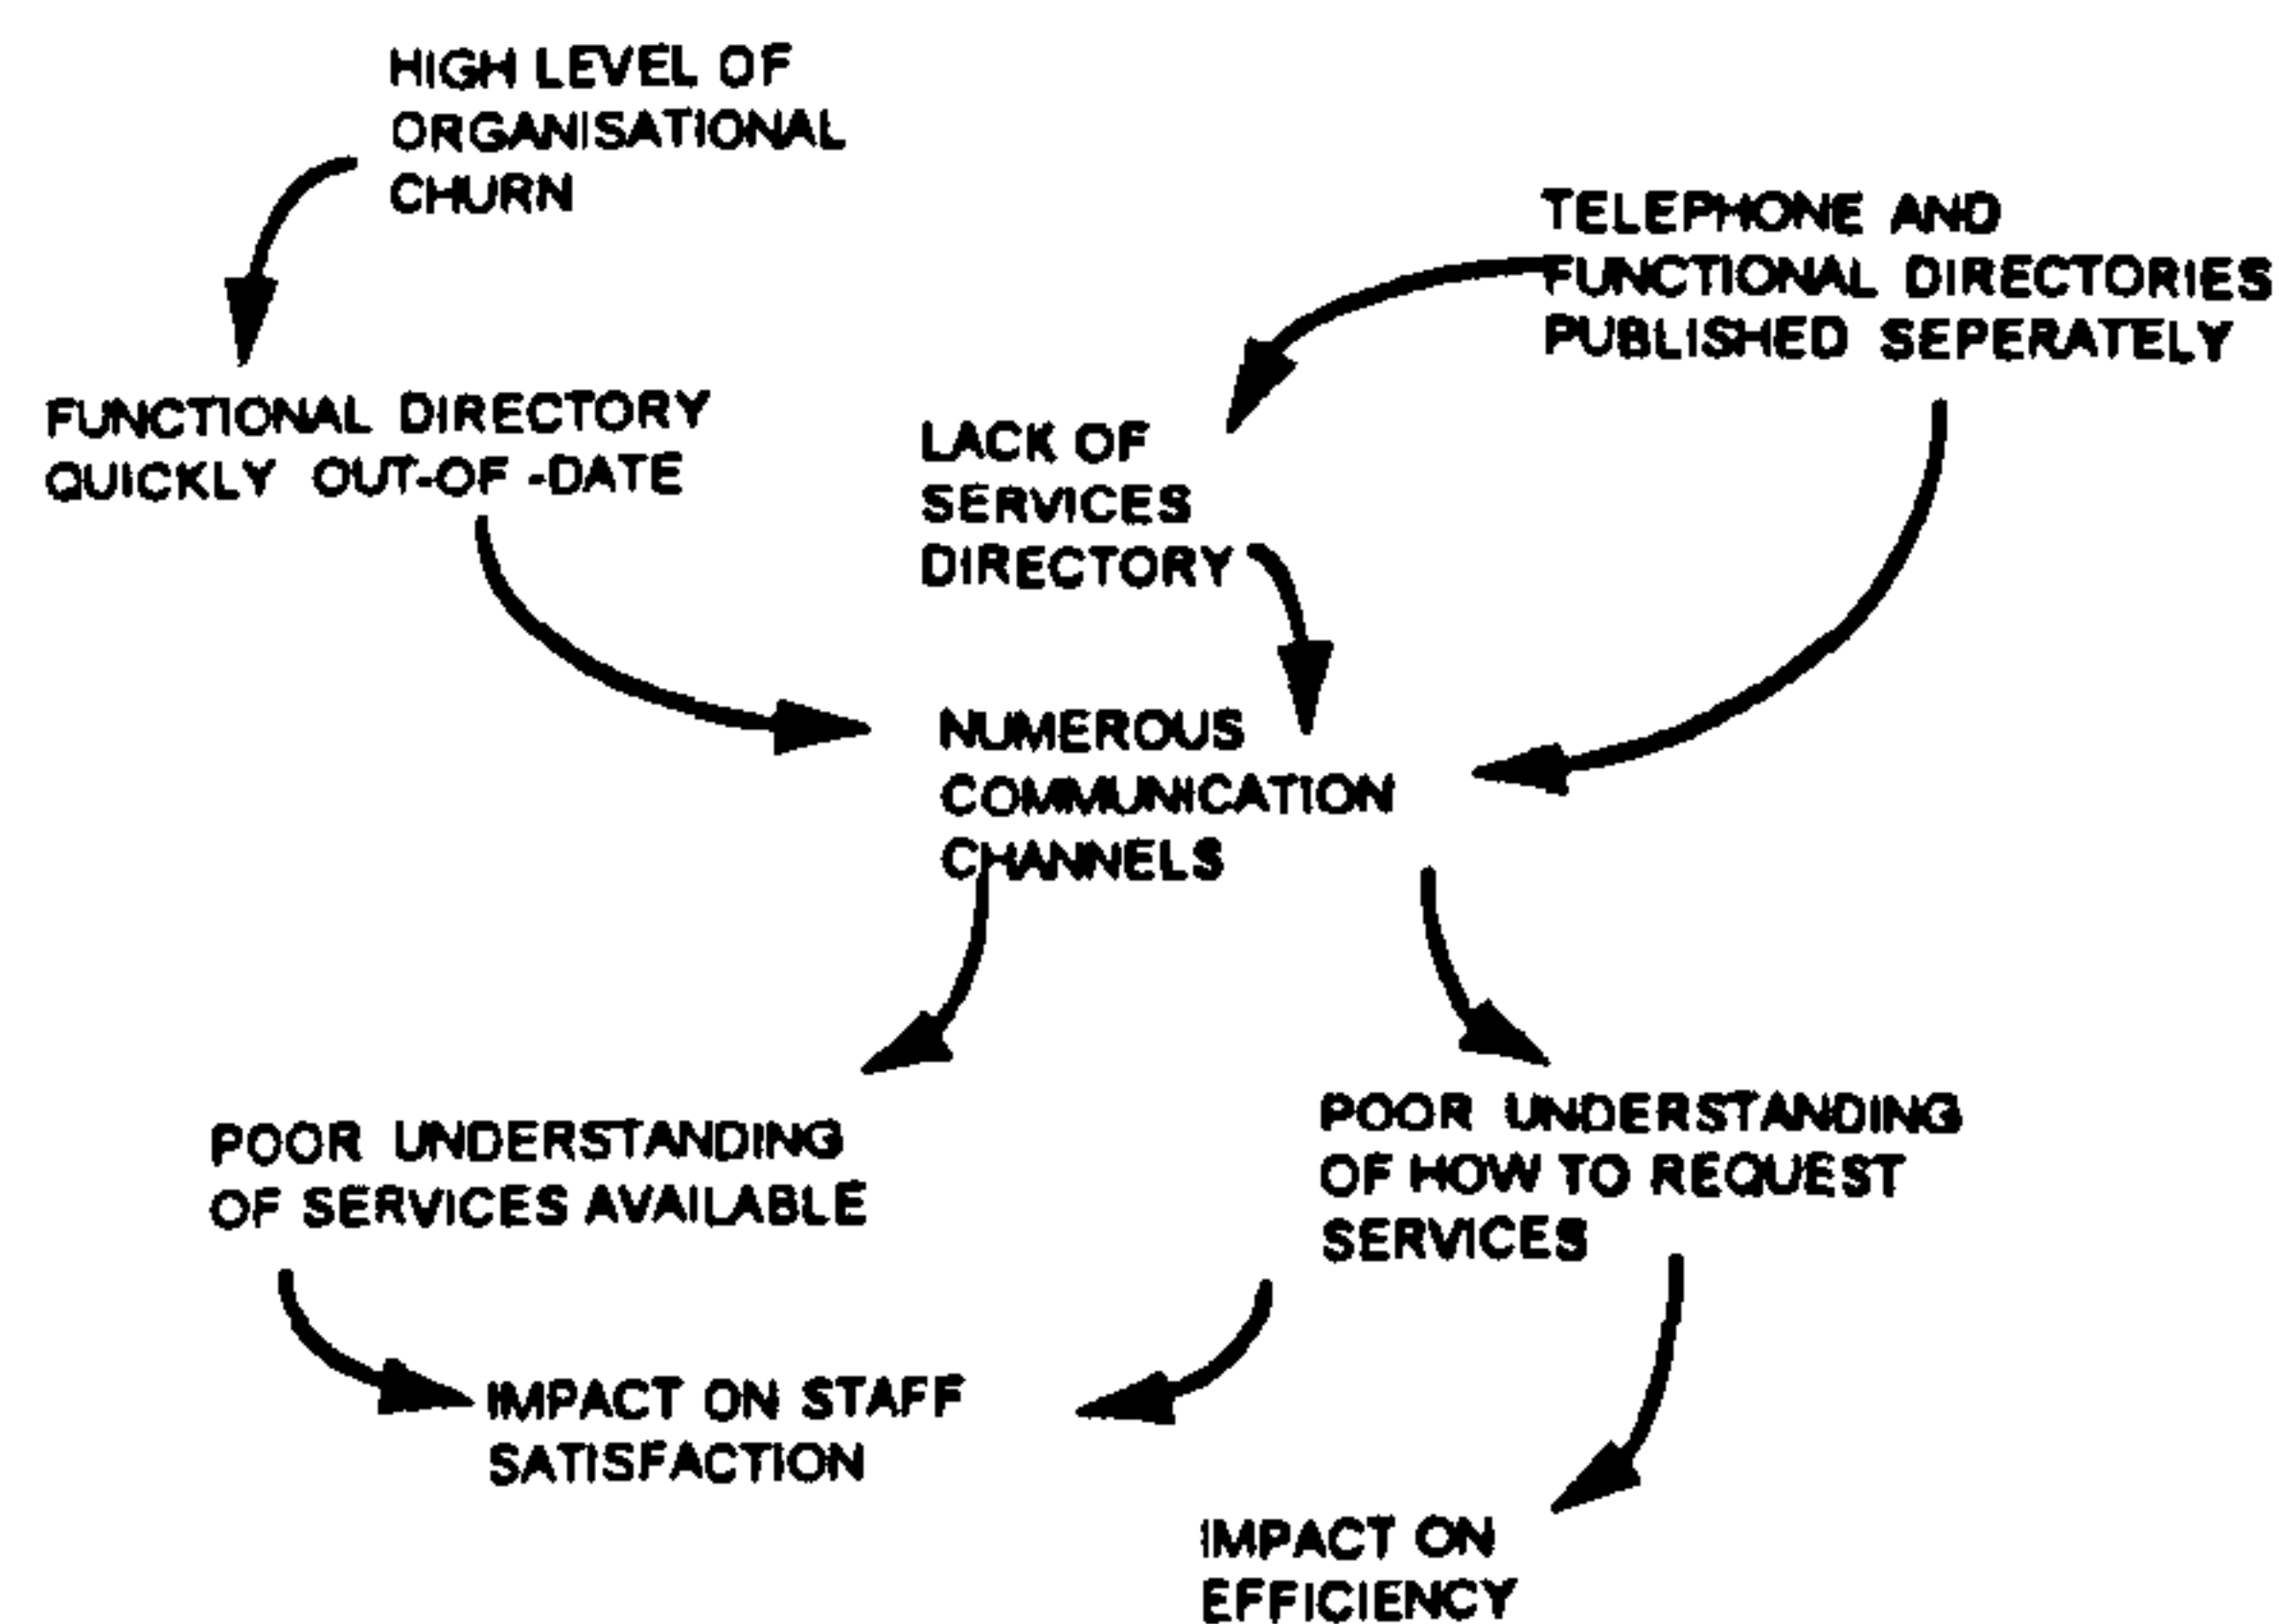 HIGH LEVEL OF
ORGANISATIONAL
CHURN
TELEPHONE AND
FUNCTIONAL DIRECTORIES
PUBLISHED SEPERATELY
FUNCTIONAL DIRECTORY
QUICKLY OUT-OF -DATE
LACK OF
SERVICES
DIRECTORY
NUMEROUS
COMMUNICATION
CHANNELS
POOR UNDERSTANDING
OF SERVICES AVAILABLE
POOR UNDERSTANDING
OF HOW TO REQUEST
SERVICES
IMPACT ON STAFF
SATISFACTION
IMPACT ON
EFFICIENCY